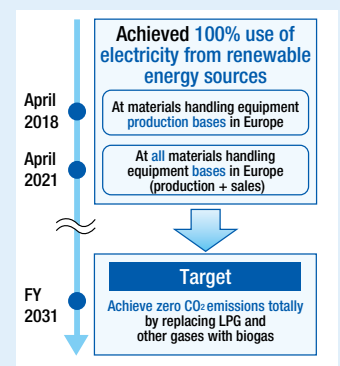 Achieved 100% use of
electricity from renewable
energy sources
April
2018
At materials handling equipment
production bases in Europe
April
2021
At all materials handling
equipment bases in Europe
(production + sales)
Target
FY
2031
Achieve zero CO₂ emissions totally
by replacing LPG and
other gases with biogas